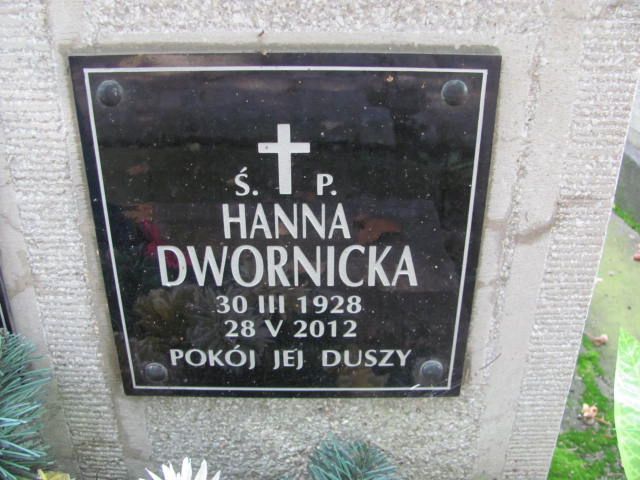 Ś. P.
HANNA
DWORNICKA
30 III 1928
28 V 2012
POKÓJ JEJ DUSZY